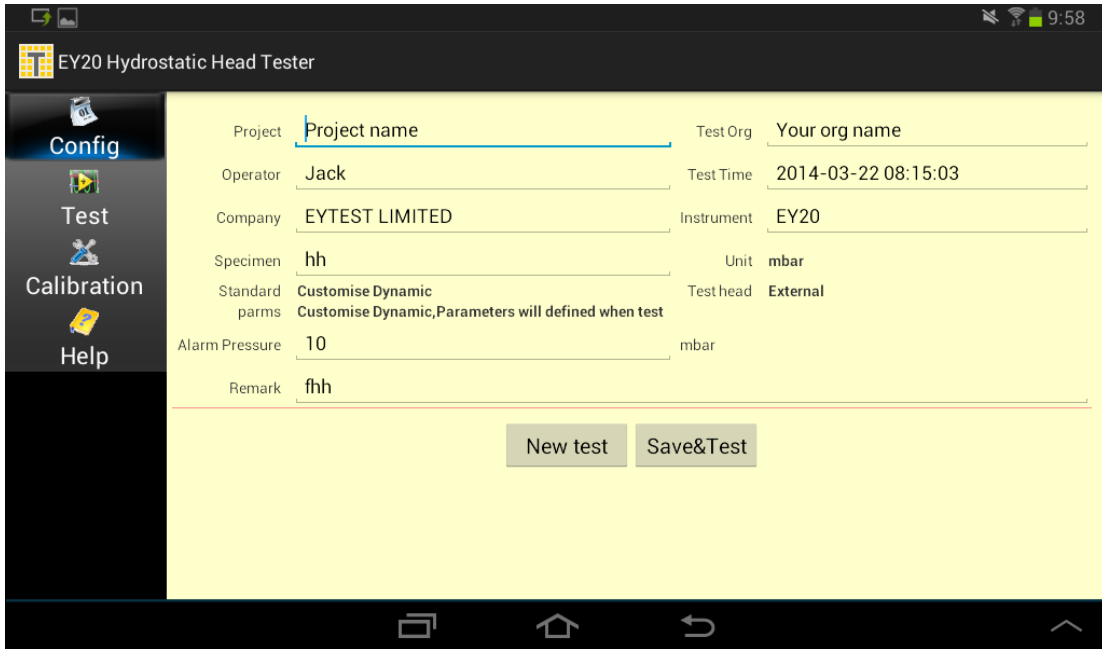 9:58
T EY20 Hydrostatic Head Tester
Config
Test
Calibration
Help
Project Project name Test Org Your org name
Operator Jack Test Time 2014-03-22 08:15:03
Company EYTEST LIMITED Instrument EY20
Specimen hh Unit mbar
Standard Customise Dynamic Test head External
parms Customise Dynamic,Parameters will defined when test
Alarm Pressure 10 mbar
Remark fhh
New test Save&Test